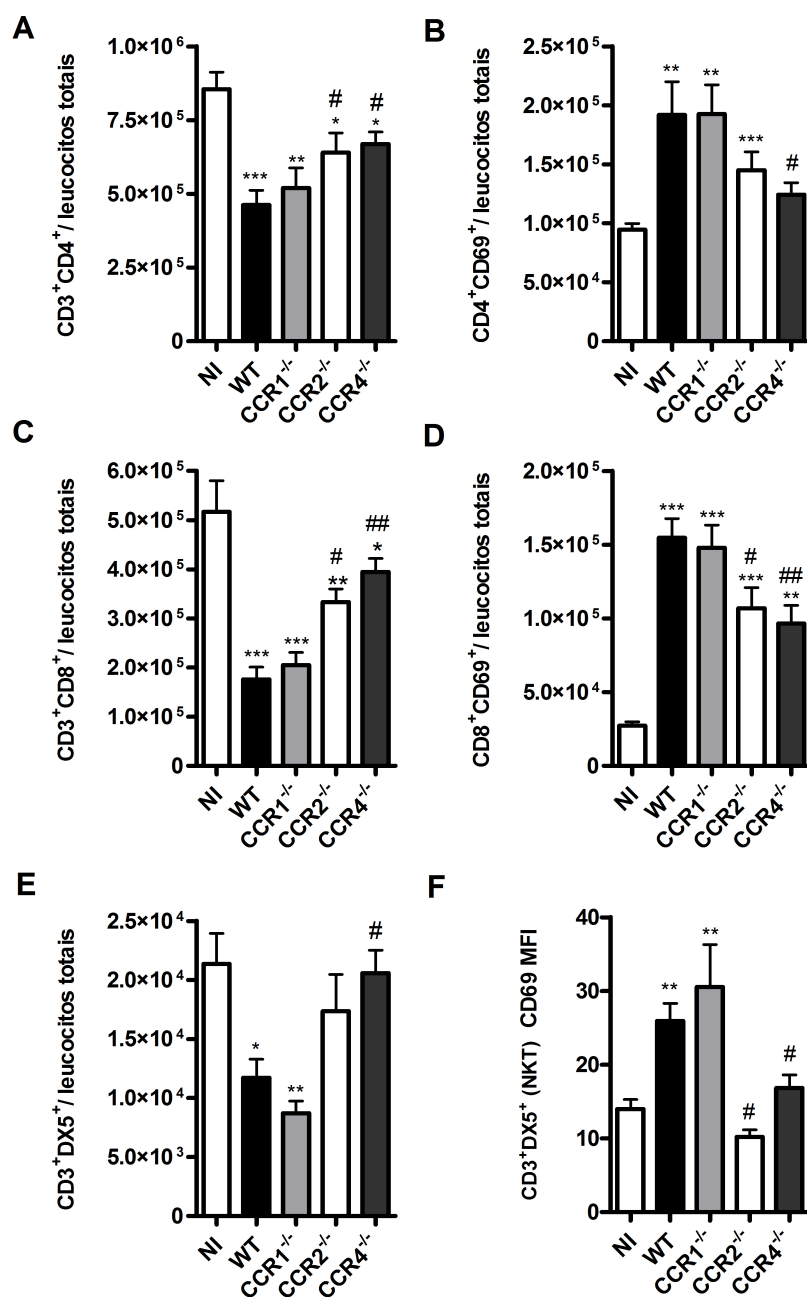 A
CD3⁺CD4⁺/ leucocitos totais
1.0×10⁶
7.5×10⁵
5.0×10⁵
2.5×10⁵
0
***
**
#
*
#
*
NI
WT
CCR1⁻/⁻
CCR2⁻/⁻
CCR4⁻/⁻
B
CD4⁺CD69⁺/ leucocitos totais
2.5×10⁵
2.0×10⁵
1.5×10⁵
1.0×10⁵
5.0×10⁴
0
**
**
***
#
NI
WT
CCR1⁻/⁻
CCR2⁻/⁻
CCR4⁻/⁻
C
CD3⁺CD8⁺/ leucocitos totais
6.0×10⁵
5.0×10⁵
4.0×10⁵
3.0×10⁵
2.0×10⁵
1.0×10⁵
0
***
***
#
**
##
*
NI
WT
CCR1⁻/⁻
CCR2⁻/⁻
CCR4⁻/⁻
D
CD8⁺CD69⁺/ leucocitos totais
2.0×10⁵
1.5×10⁵
1.0×10⁵
5.0×10⁴
0
***
***
#
***
##
**
NI
WT
CCR1⁻/⁻
CCR2⁻/⁻
CCR4⁻/⁻
E
CD3⁺DX5⁺/ leucocitos totais
2.5×10⁴
2.0×10⁴
1.5×10⁴
1.0×10⁴
5.0×10³
0
*
**
#
NI
WT
CCR1⁻/⁻
CCR2⁻/⁻
CCR4⁻/⁻
F
CD3⁺DX5⁺ (NKT) CD69 MFI
40
30
20
10
0
**
**
#
#
NI
WT
CCR1⁻/⁻
CCR2⁻/⁻
CCR4⁻/⁻